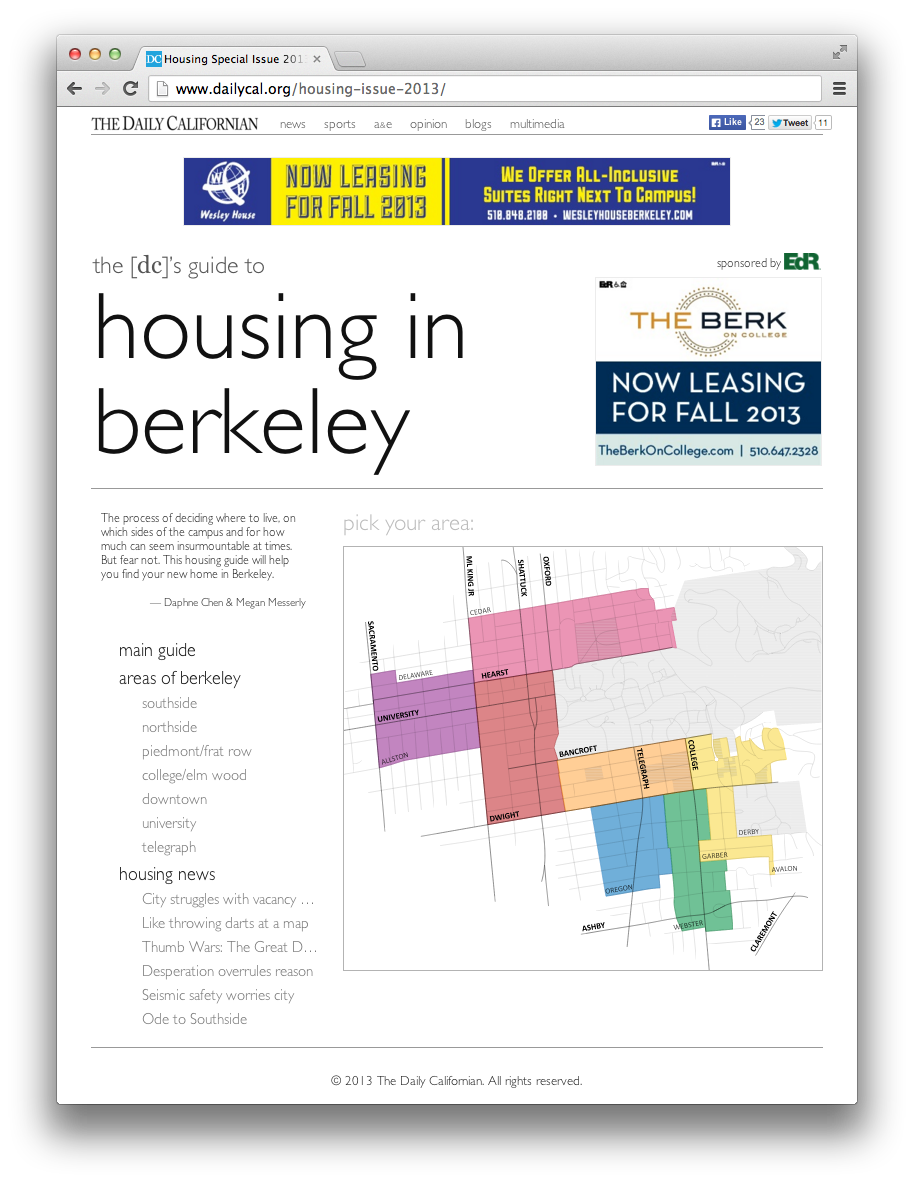 DC Housing Special Issue 201
www.dailycal.org/housing-issue-2013/
THE DAILY CALIFORNIAN
news sports a&e opinion blogs multimedia
Like 23 Tweet 11
WH
Wesley House
NOW LEASING
FOR FALL 2013
WE OFFER ALL-INCLUSIVE
SUITES RIGHT NEXT TO CAMPUS!
510.848.2100 • WESLEYHOUSEBERKELEY.COM
the [dc]'s guide to
housing in
berkeley
sponsored by EdR
EdR
THE BERK
ON COLLEGE
NOW LEASING
FOR FALL 2013
TheBerkOnCollege.com | 510.647.2328
The process of deciding where to live, on
which sides of the campus and for how
much can seem insurmountable at times.
But fear not. This housing guide will help
you find your new home in Berkeley.
— Daphne Chen & Megan Messerly
main guide
areas of berkeley
southside
northside
piedmont/frat row
college/elm wood
downtown
university
telegraph
housing news
City struggles with vacancy ...
Like throwing darts at a map
Thumb Wars: The Great D...
Desperation overrules reason
Seismic safety worries city
Ode to Southside
pick your area:
ML KING JR
SHATTUCK
OXFORD
CEDAR
SACRAMENTO
DELAWARE
HEARST
UNIVERSITY
ALLSTON
BANCROFT
TELEGRAPH
COLLEGE
DWIGHT
DERBY
GARBER
AVALON
OREGON
ASHBY
WEBSTER
CLAREMONT
© 2013 The Daily Californian. All rights reserved.